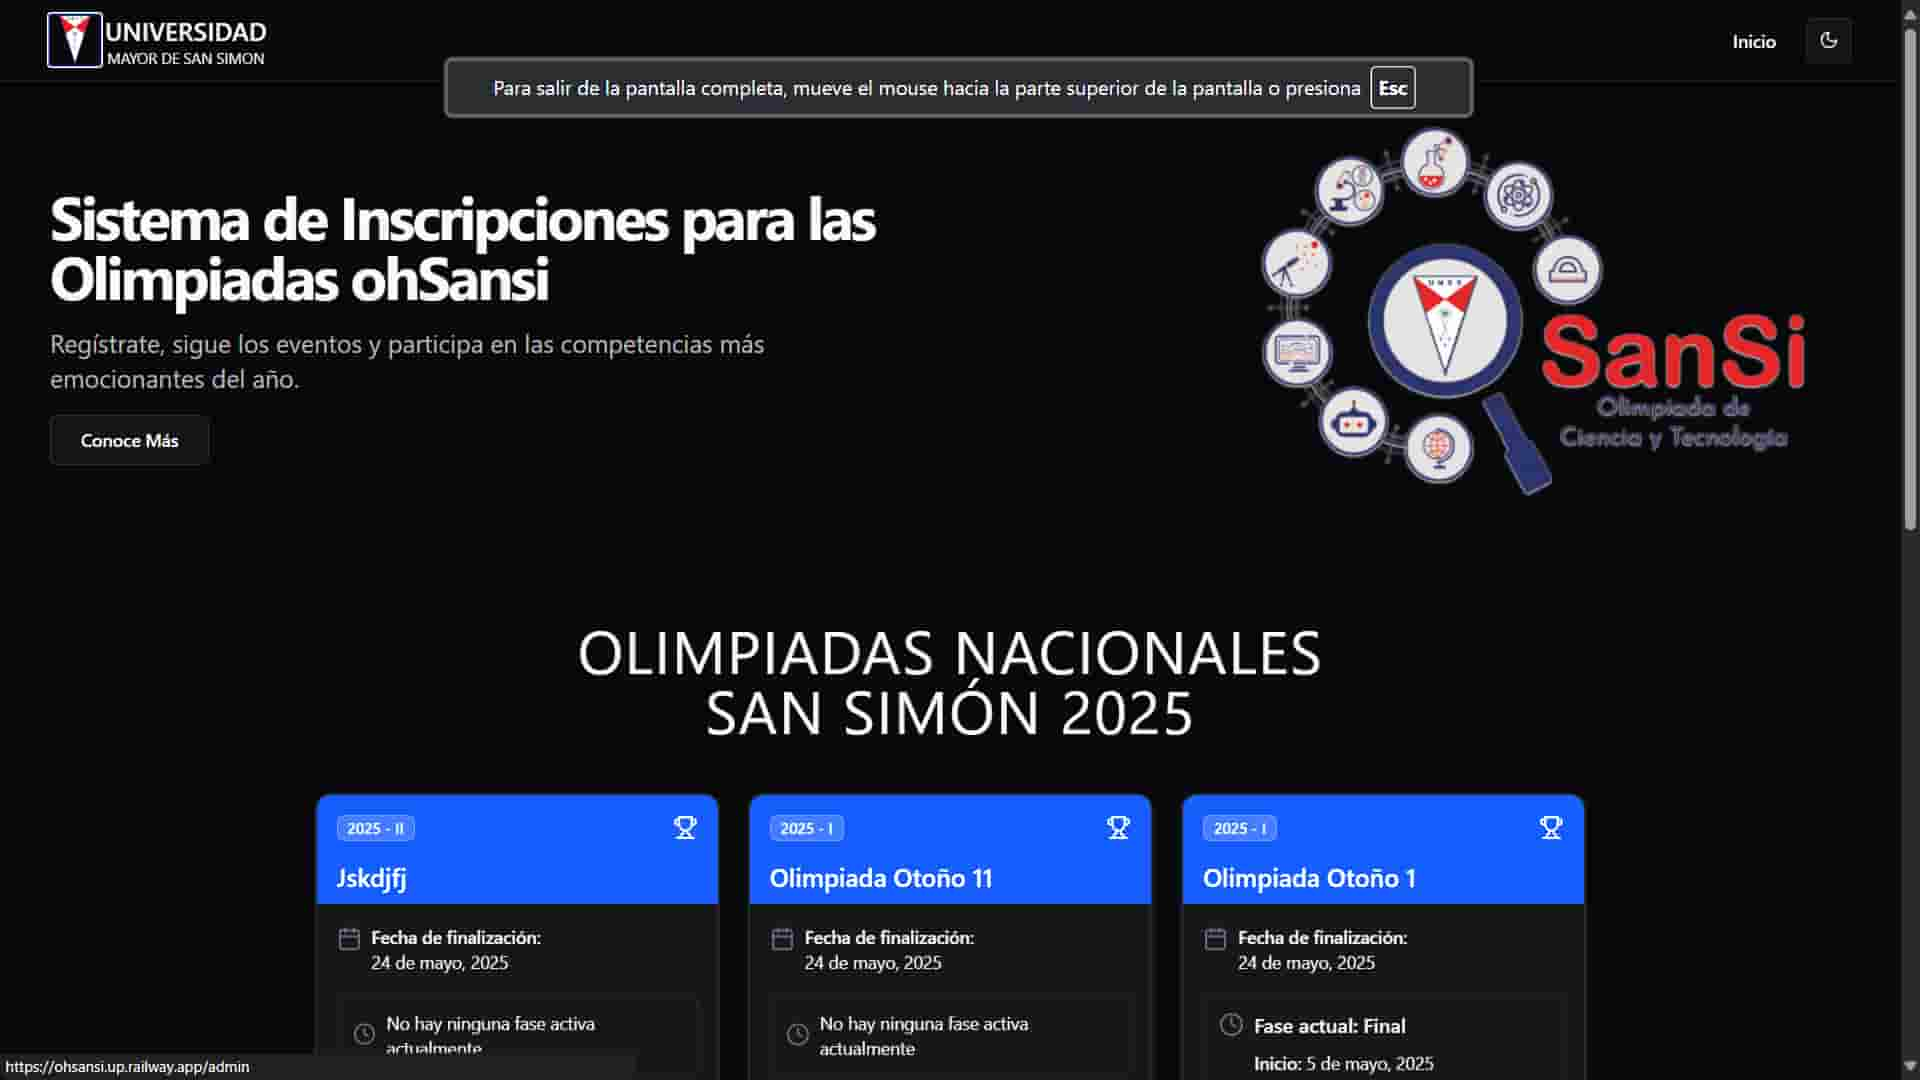 UNIVERSIDAD
MAYOR DE SAN SIMON
Inicio
Para salir de la pantalla completa, mueve el mouse hacia la parte superior de la pantalla o presiona Esc
Sistema de Inscripciones para las
Olimpiadas ohSansi
Regístrate, sigue los eventos y participa en las competencias más
emocionantes del año.
Conoce Más
UMSS
SanSi
Olimpiada de
Ciencia y Tecnología
OLIMPIADAS NACIONALES
SAN SIMÓN 2025
2025 - II
Jskdjfj
Fecha de finalización:
24 de mayo, 2025
No hay ninguna fase activa
actualmente
2025 - I
Olimpiada Otoño 11
Fecha de finalización:
24 de mayo, 2025
No hay ninguna fase activa
actualmente
2025 - I
Olimpiada Otoño 1
Fecha de finalización:
24 de mayo, 2025
Fase actual: Final
Inicio: 5 de mayo, 2025
https://ohsansi.up.railway.app/admin